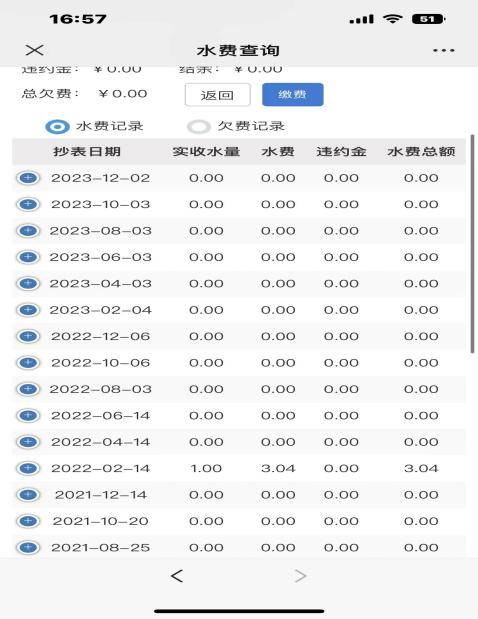 16:57
51
水费查询
违约金：￥0.00 结余：￥0.00
总欠费：￥0.00 返回 缴费
水费记录 欠费记录
抄表日期 实收水量 水费 违约金 水费总额
2023-12-02 0.00 0.00 0.00 0.00
2023-10-03 0.00 0.00 0.00 0.00
2023-08-03 0.00 0.00 0.00 0.00
2023-06-03 0.00 0.00 0.00 0.00
2023-04-03 0.00 0.00 0.00 0.00
2023-02-04 0.00 0.00 0.00 0.00
2022-12-06 0.00 0.00 0.00 0.00
2022-10-06 0.00 0.00 0.00 0.00
2022-08-03 0.00 0.00 0.00 0.00
2022-06-14 0.00 0.00 0.00 0.00
2022-04-14 0.00 0.00 0.00 0.00
2022-02-14 1.00 3.04 0.00 3.04
2021-12-14 0.00 0.00 0.00 0.00
2021-10-20 0.00 0.00 0.00 0.00
2021-08-25 0.00 0.00 0.00 0.00